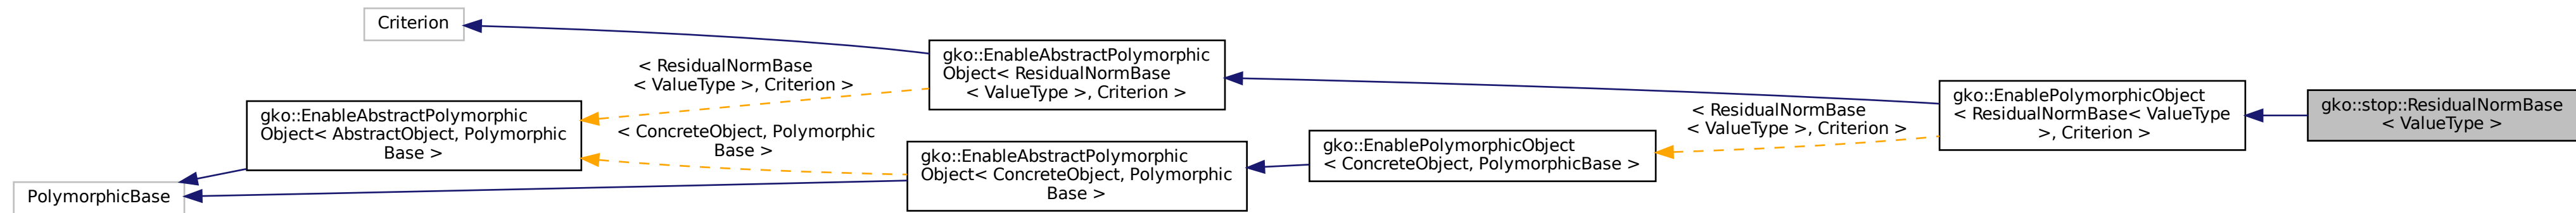 Criterion
gko::EnableAbstractPolymorphic
Object< ResidualNormBase
< ValueType >, Criterion >
< ResidualNormBase
< ValueType >, Criterion >
gko::EnableAbstractPolymorphic
Object< AbstractObject, Polymorphic
Base >
< ConcreteObject, Polymorphic
Base >
gko::EnableAbstractPolymorphic
Object< ConcreteObject, Polymorphic
Base >
gko::EnablePolymorphicObject
< ConcreteObject, PolymorphicBase >
< ResidualNormBase
< ValueType >, Criterion >
gko::EnablePolymorphicObject
< ResidualNormBase< ValueType
>, Criterion >
gko::stop::ResidualNormBase
< ValueType >
PolymorphicBase